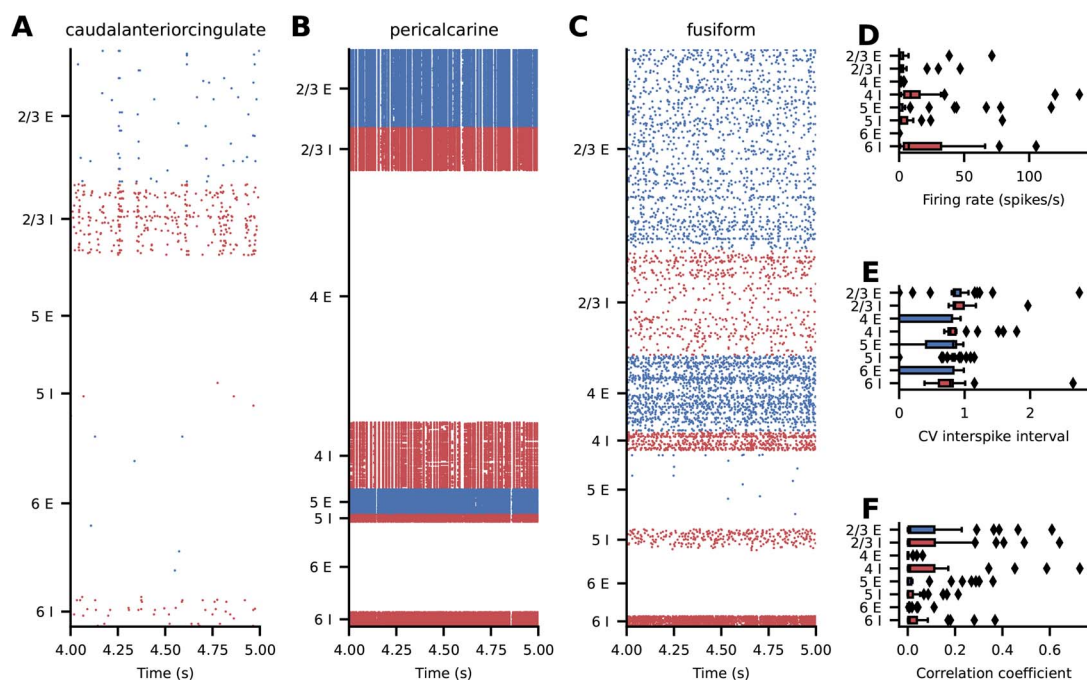 A
caudalanteriorcingulate
2/3 E
2/3 I
5 E
5 I
6 E
6 I
4.00 4.25 4.50 4.75 5.00
Time (s)
B
pericalcarine
2/3 E
2/3 I
4 E
4 I
5 E
5 I
6 E
6 I
4.00 4.25 4.50 4.75 5.00
Time (s)
C
fusiform
2/3 E
2/3 I
4 E
4 I
5 E
5 I
6 E
6 I
4.00 4.25 4.50 4.75 5.00
Time (s)
D
2/3 E
2/3 I
4 E
4 I
5 E
5 I
6 E
6 I
0 50 100
Firing rate (spikes/s)
E
2/3 E
2/3 I
4 E
4 I
5 E
5 I
6 E
6 I
0 1 2
CV interspike interval
F
2/3 E
2/3 I
4 E
4 I
5 E
5 I
6 E
6 I
0.0 0.2 0.4 0.6
Correlation coefficient